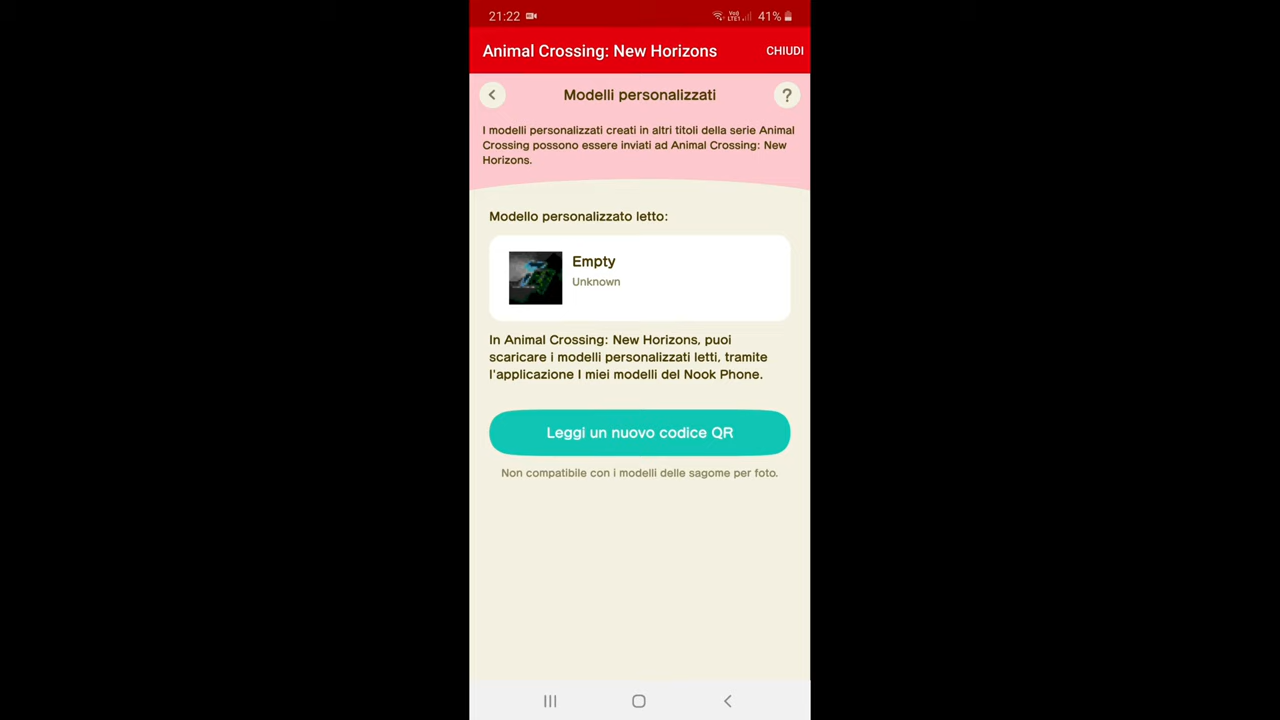 21:22
Vo)) LTE1 41%
Animal Crossing: New Horizons CHIUDI
Modelli personalizzati ?
I modelli personalizzati creati in altri titoli della serie Animal
Crossing possono essere inviati ad Animal Crossing: New
Horizons.
Modello personalizzato letto:
Empty
Unknown
In Animal Crossing: New Horizons, puoi
scaricare i modelli personalizzati letti, tramite
l'applicazione I miei modelli del Nook Phone.
Leggi un nuovo codice QR
Non compatibile con i modelli delle sagome per foto.